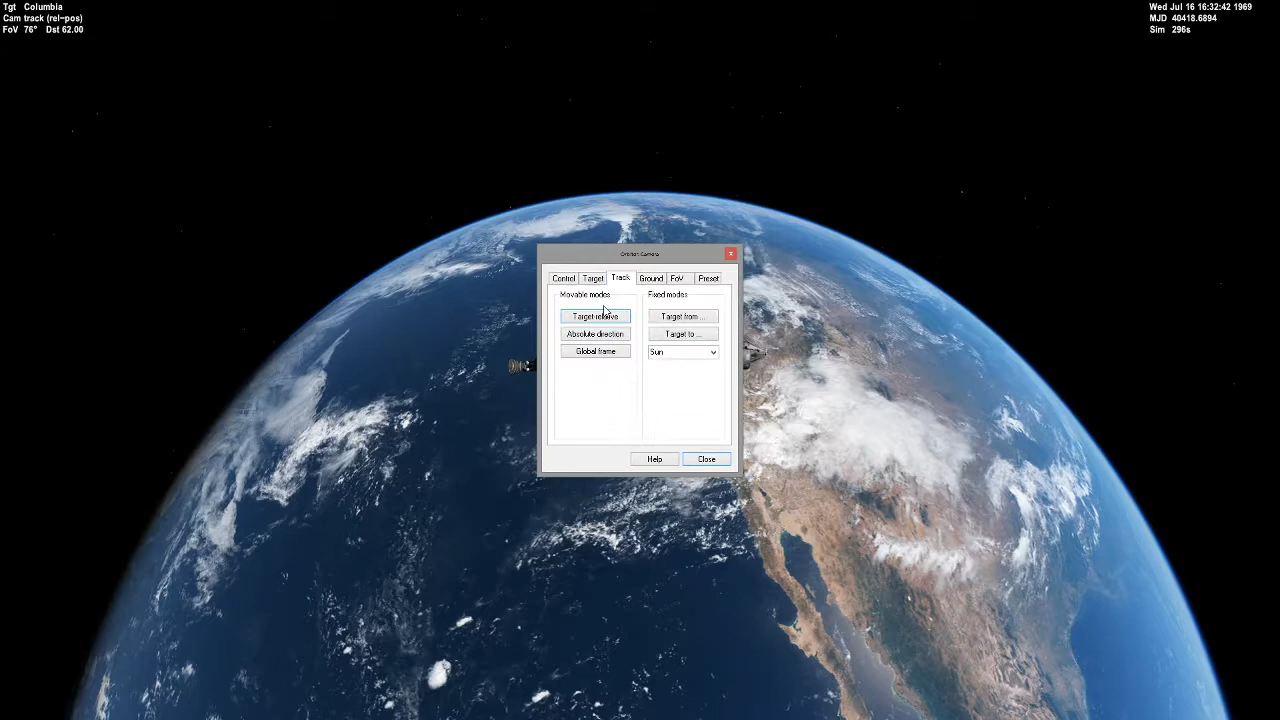 Tgt Columbia
Cam track (rel-pos)
FoV 76° Dst 62.00
Wed Jul 16 16:32:42 1969
MJD 40418.6894
Sim 296s
Orbiter: Camera
Control Target Track Ground FoV Preset
Movable modes
Fixed modes
Target-relative
Target from ...
Absolute direction
Target to ...
Global frame
Sun
Help
Close